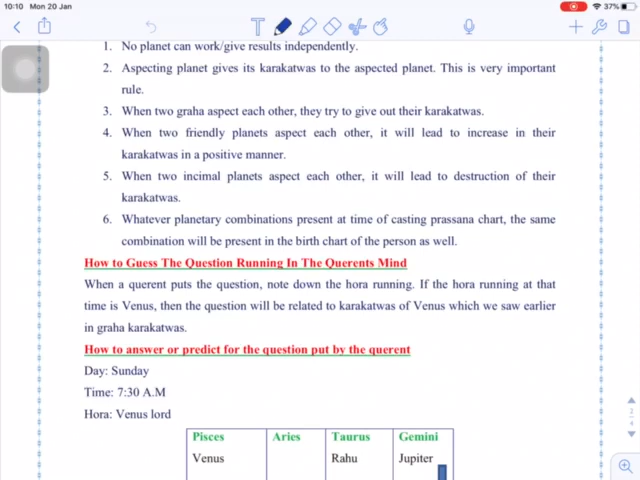 10:10 Mon 20 Jan
37%
T
1. No planet can work/give results independently.
2. Aspecting planet gives its karakatwas to the aspected planet. This is very important
rule.
3. When two graha aspect each other, they try to give out their karakatwas.
4. When two friendly planets aspect each other, it will lead to increase in their
karakatwas in a positive manner.
5. When two incimal planets aspect each other, it will lead to destruction of their
karakatwas.
6. Whatever planetary combinations present at time of casting prassana chart, the same
combination will be present in the birth chart of the person as well.
How to Guess The Question Running In The Querents Mind
When a querent puts the question, note down the hora running. If the hora running at that
time is Venus, then the question will be related to karakatwas of Venus which we saw earlier
in graha karakatwas.
How to answer or predict for the question put by the querent
Day: Sunday
Time: 7:30 A.M
Hora: Venus lord
Pisces Aries Taurus Gemini
Venus Rahu Jupiter
2
4